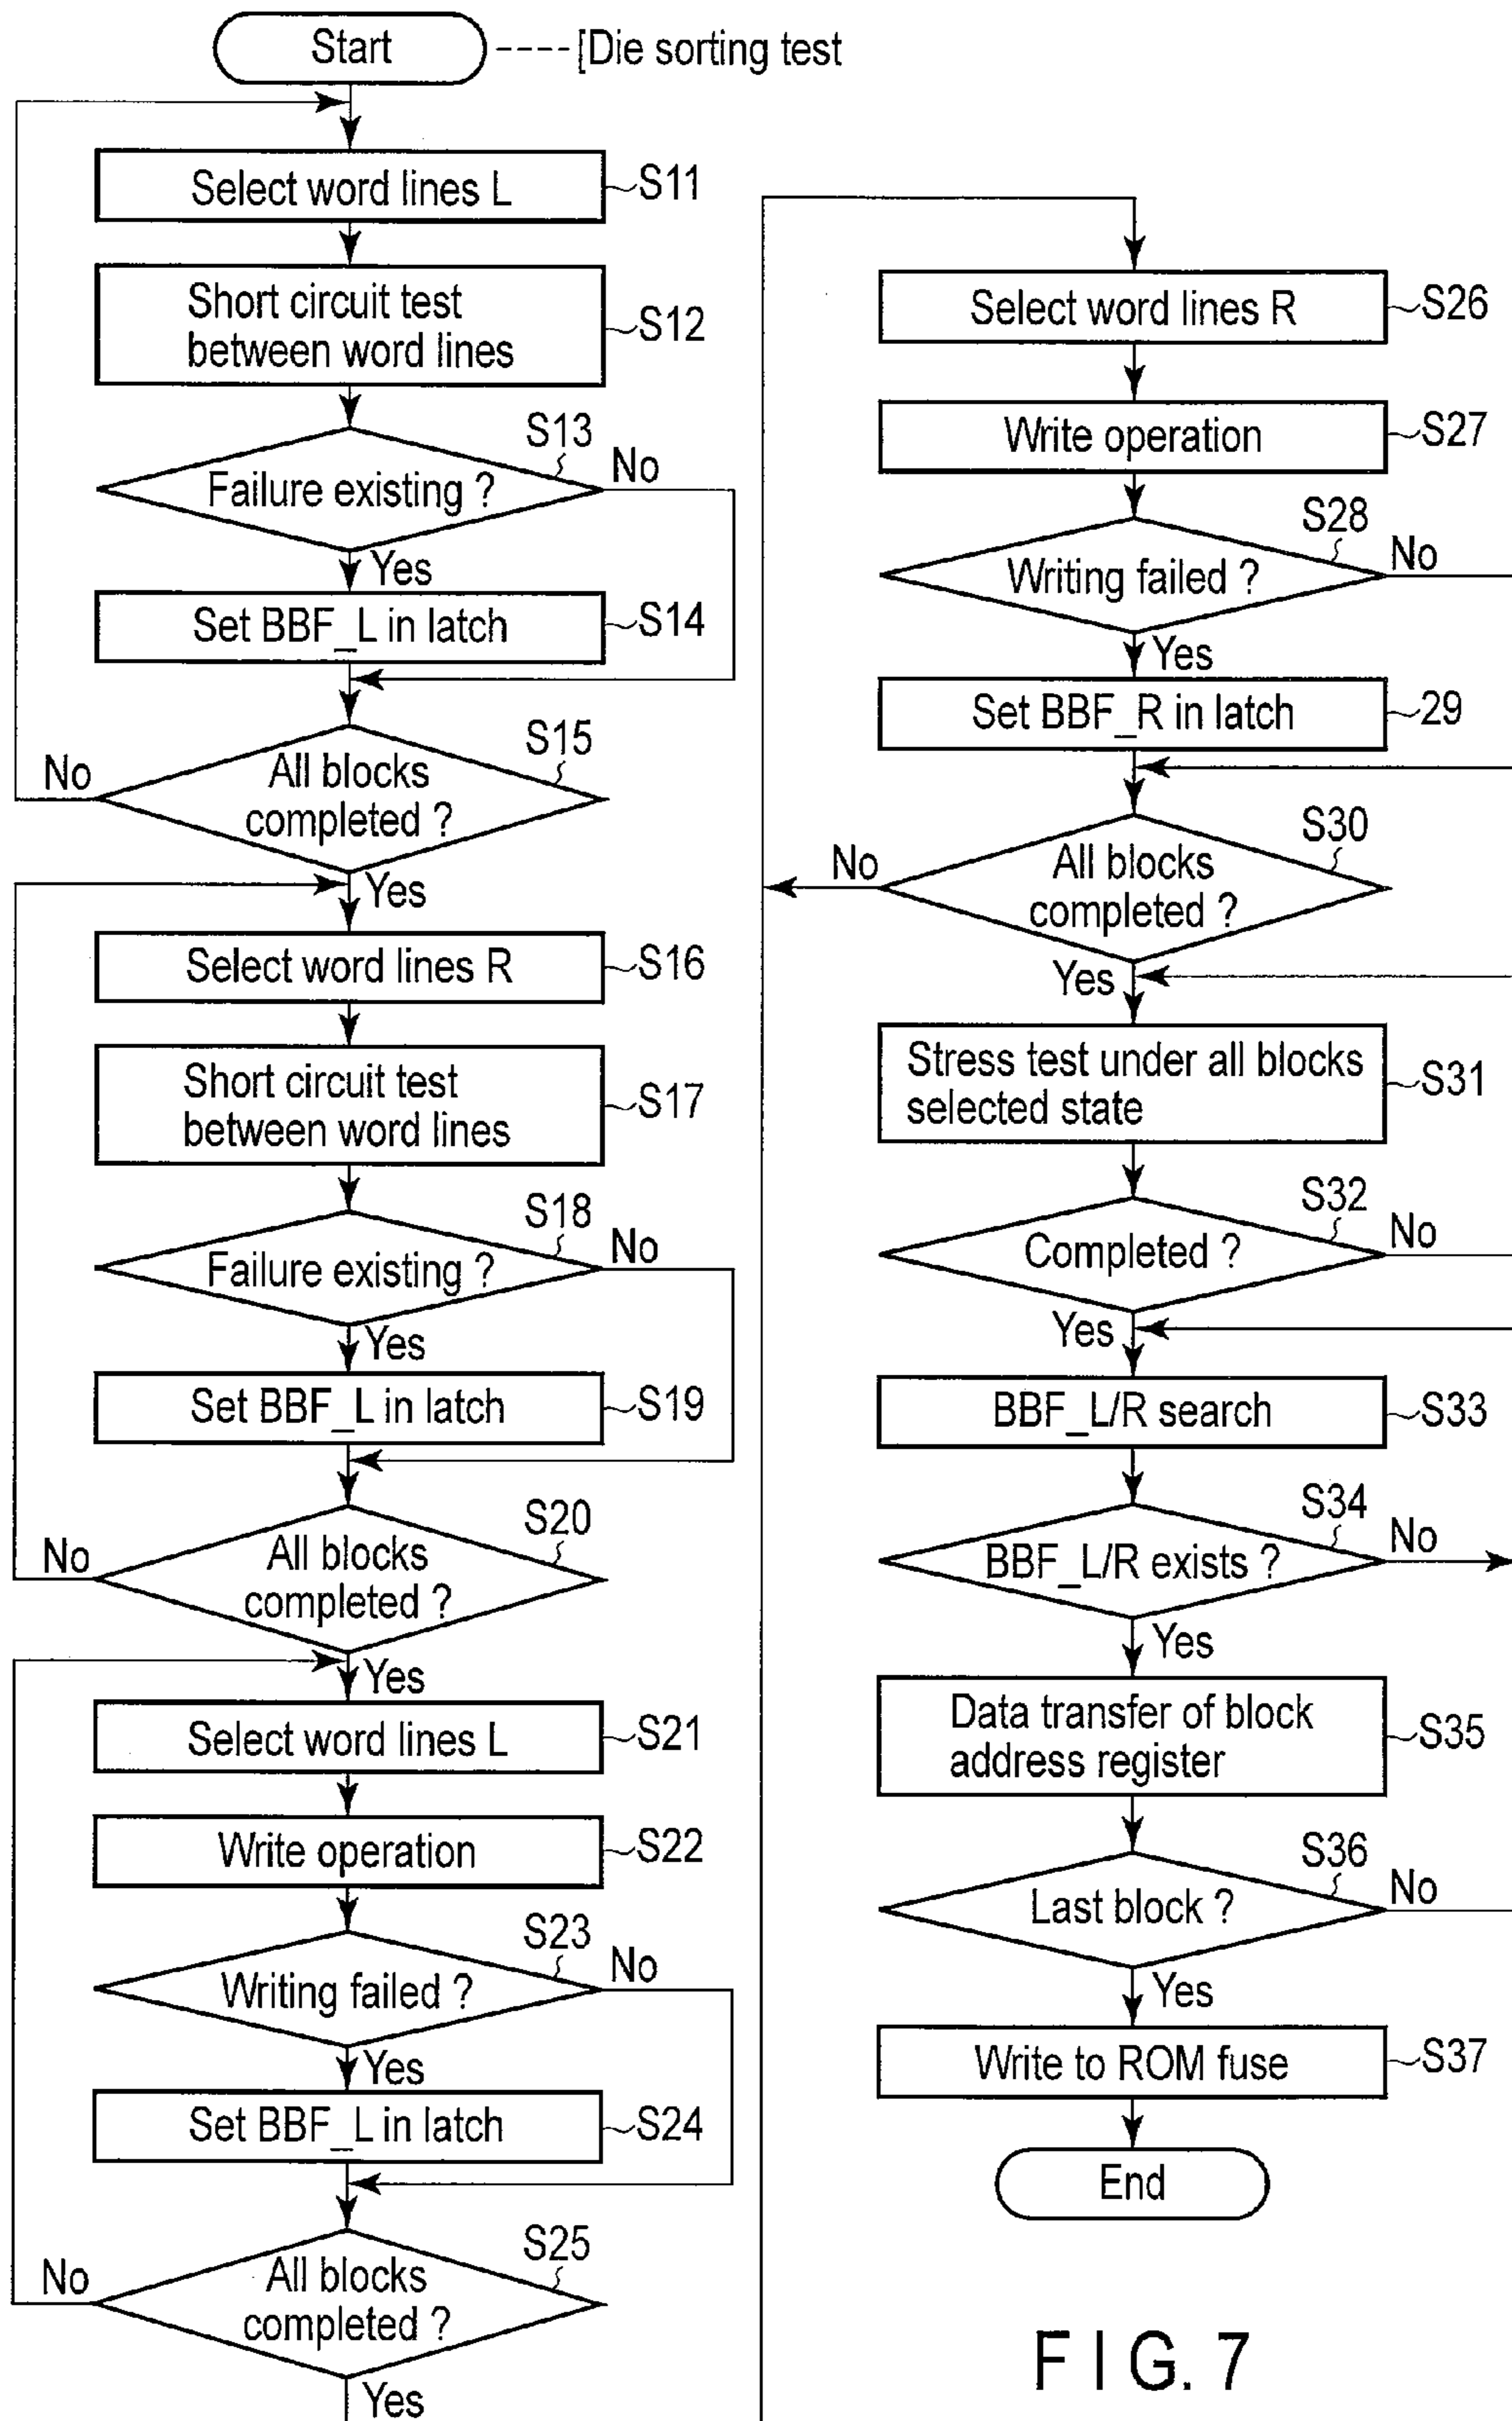 Start
[Die sorting test
Select word lines L
S11
Short circuit test
between word lines
S12
S13
Failure existing ?
No
Yes
Set BBF_L in latch
S14
S15
All blocks
completed ?
No
Yes
Select word lines R
S16
Short circuit test
between word lines
S17
S18
Failure existing ?
No
Yes
Set BBF_L in latch
S19
S20
All blocks
completed ?
No
Yes
Select word lines L
S21
Write operation
S22
S23
Writing failed ?
No
Yes
Set BBF_L in latch
S24
S25
All blocks
completed ?
No
Yes
Select word lines R
S26
Write operation
S27
S28
Writing failed ?
No
Yes
Set BBF_R in latch
29
S30
All blocks
completed ?
No
Yes
Stress test under all blocks
selected state
S31
S32
Completed ?
No
Yes
BBF_L/R search
S33
S34
BBF_L/R exists ?
No
Yes
Data transfer of block
address register
S35
S36
Last block ?
No
Yes
Write to ROM fuse
S37
End
FIG. 7